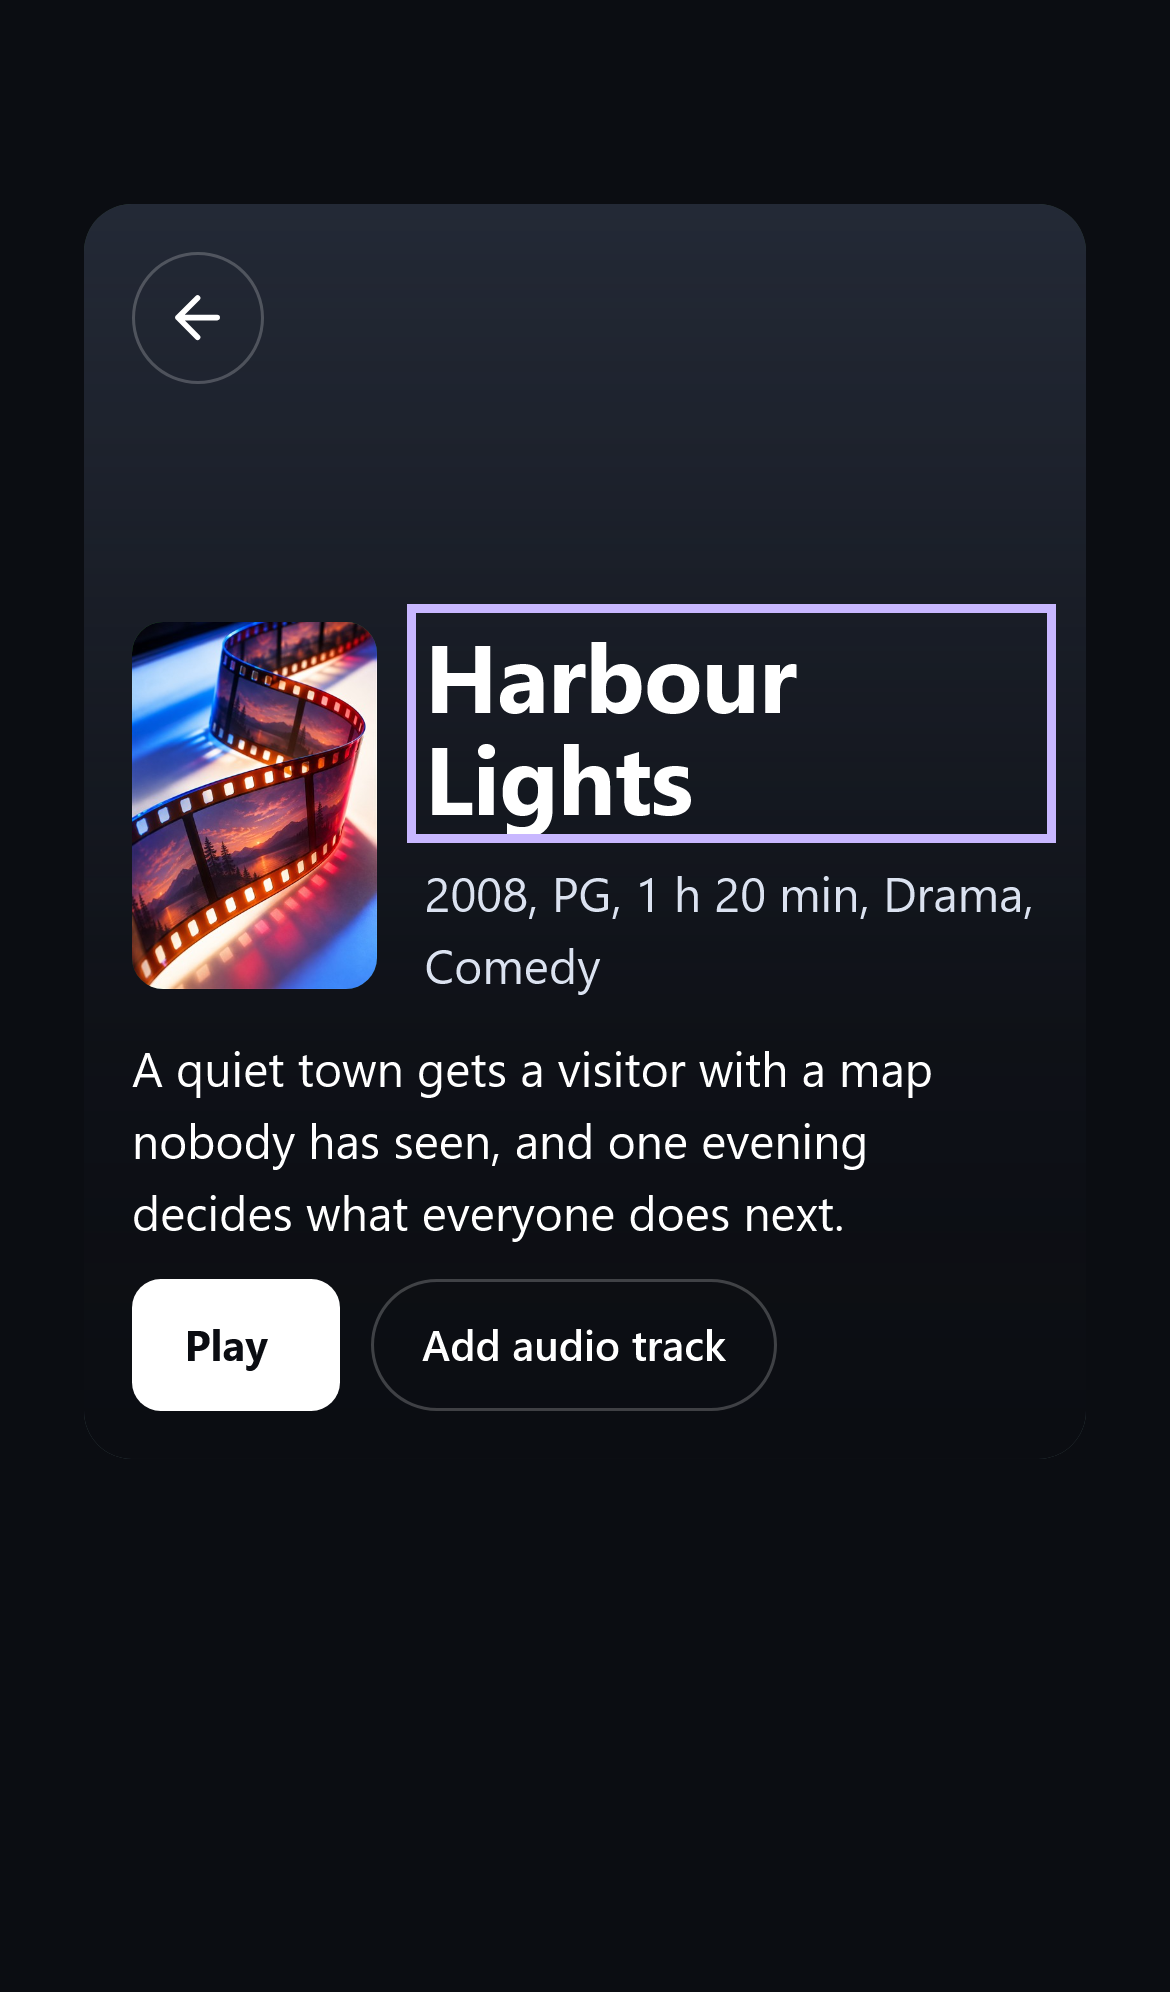 Harbour
Lights
2008, PG, 1 h 20 min, Drama,
Comedy
A quiet town gets a visitor with a map
nobody has seen, and one evening
decides what everyone does next.
Play
Add audio track